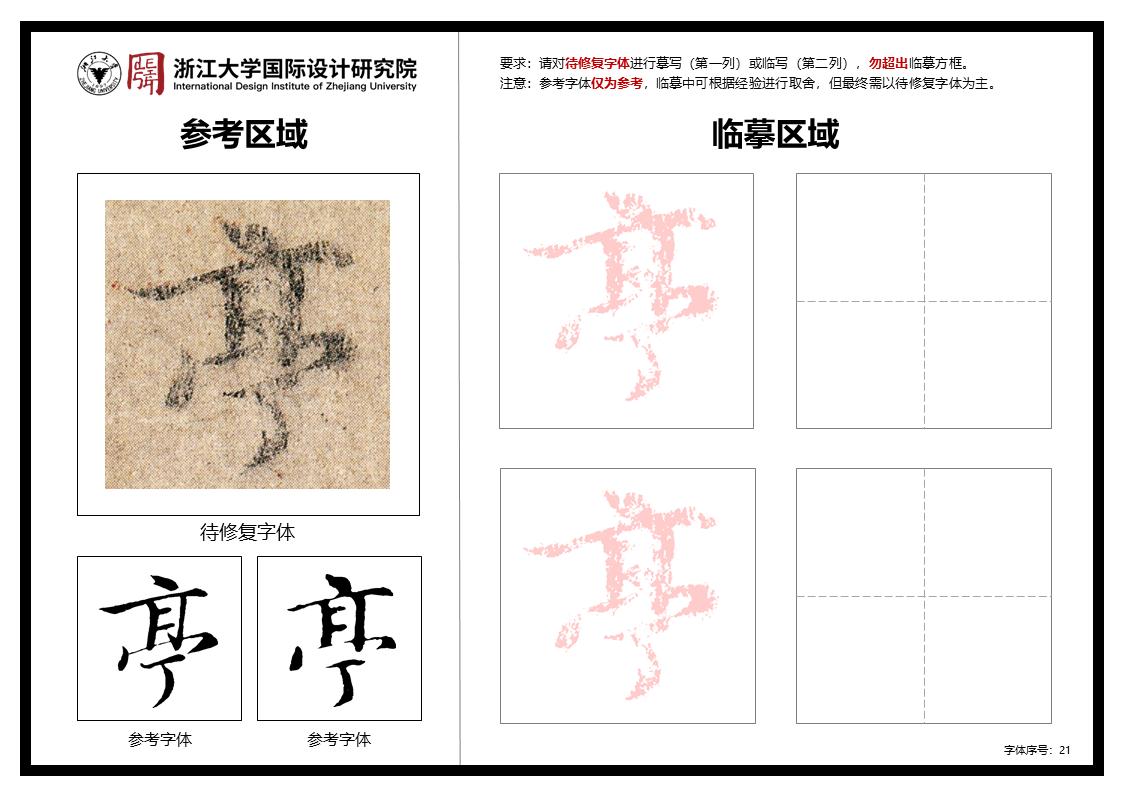 浙江大学国际设计研究院
International Design Institute of Zhejiang University
参考区域
亭
待修复字体
亭
亭
参考字体
参考字体
要求：请对待修复字体进行摹写（第一列）或临写（第二列），勿超出临摹方框。
注意：参考字体仅为参考，临摹中可根据经验进行取舍，但最终需以待修复字体为主。
临摹区域
亭
亭
字体序号：21